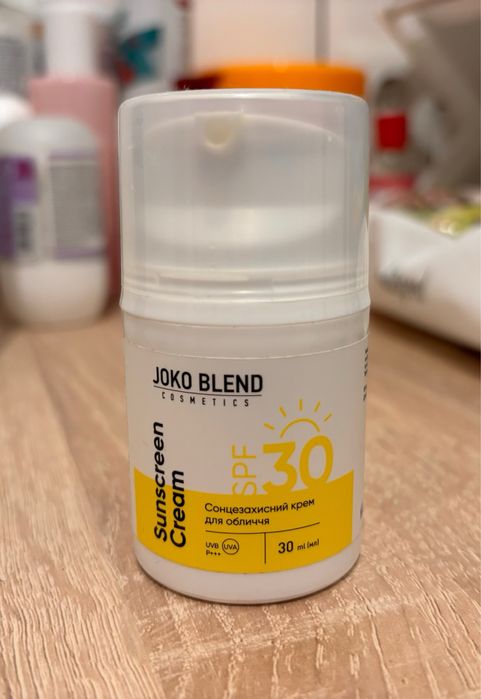 JOKO BLEND
COSMETICS
Sunscreen
Cream
SPF 30
Сонцезахисний крем
для обличчя
UVB UVA
P+++
30 ml (мл)